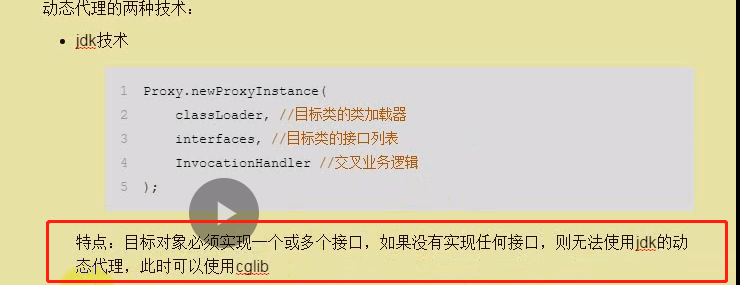 动态代理的两种技术：
jdk技术
1 Proxy.newProxyInstance(
2 classLoader, //目标类的类加载器
3 interfaces, //目标类的接口列表
4 InvocationHandler //交叉业务逻辑
5 );
特点：目标对象必须实现一个或多个接口，如果没有实现任何接口，则无法使用jdk的动
态代理，此时可以使用cglib